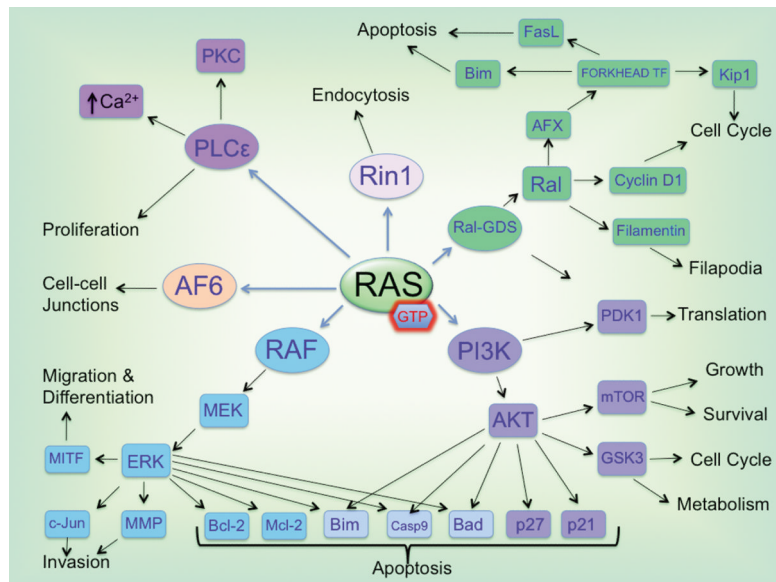 Apoptosis
FasL
PKC
Bim
FORKHEAD TF
Kip1
↑Ca²⁺
Endocytosis
AFX
Cell Cycle
PLCε
Rin1
Ral
Cyclin D1
Proliferation
Ral-GDS
Filamentin
Filapodia
Cell-cell
Junctions
AF6
RAS
GTP
PDK1
Translation
RAF
PI3K
Migration &
Differentiation
MEK
AKT
mTOR
Growth
Survival
MITF
ERK
GSK3
Cell Cycle
Metabolism
c-Jun
MMP
Bcl-2
Mcl-2
Bim
Casp9
Bad
p27
p21
Invasion
Apoptosis